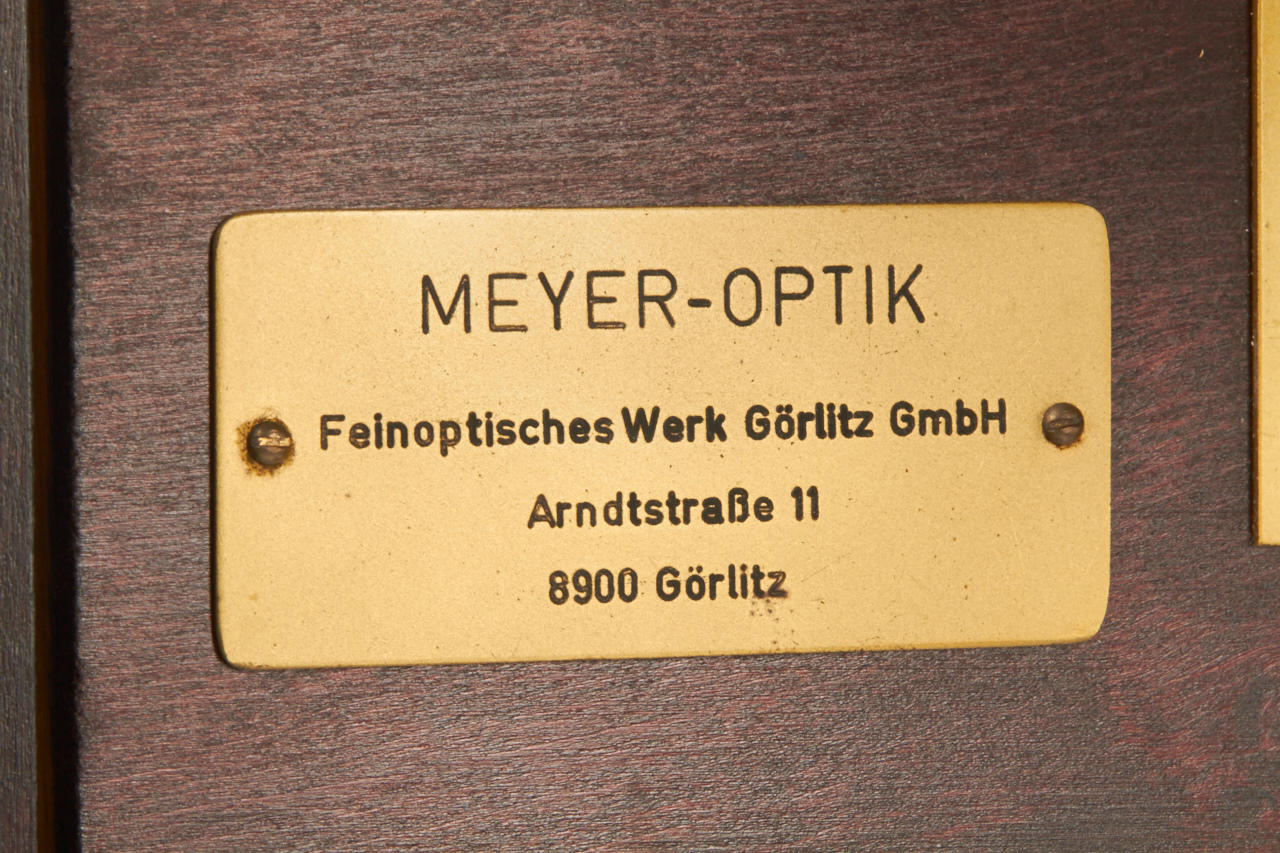 MEYER-OPTIK
Feinoptisches Werk Görlitz GmbH
Arndtstraße 11
8900 Görlitz